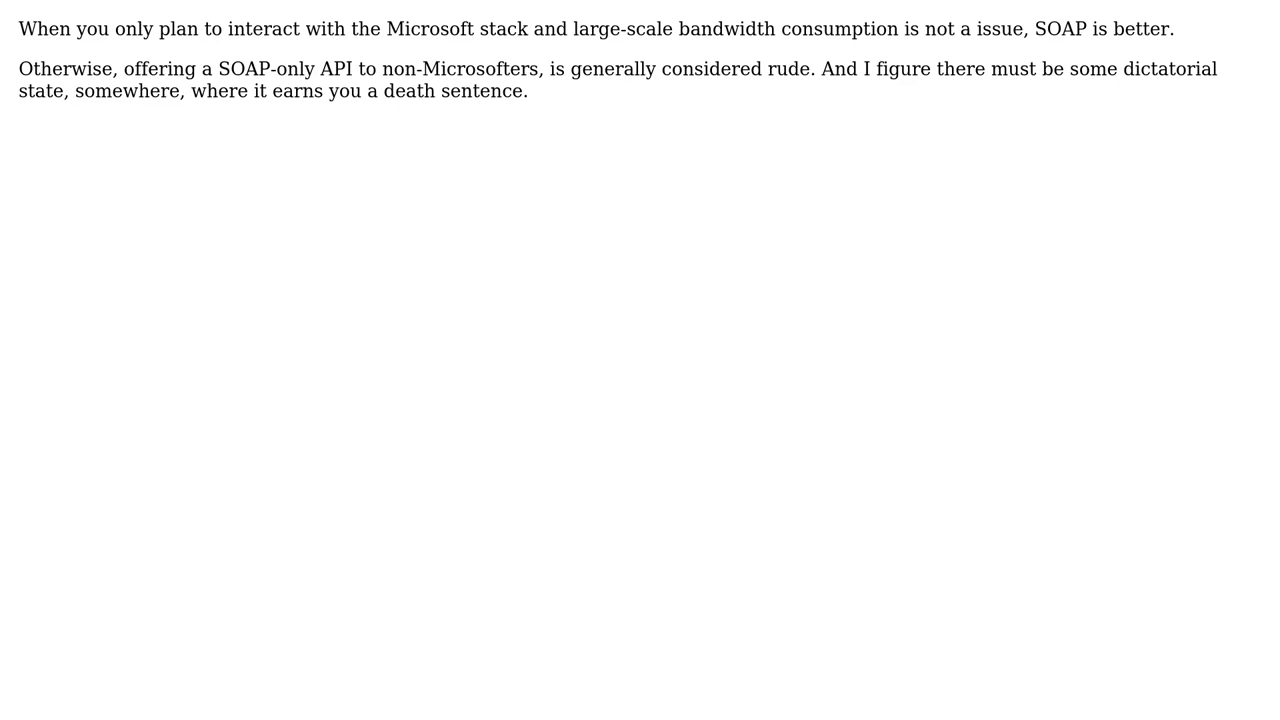 When you only plan to interact with the Microsoft stack and large-scale bandwidth consumption is not a issue, SOAP is better.
Otherwise, offering a SOAP-only API to non-Microsofters, is generally considered rude. And I figure there must be some dictatorial
state, somewhere, where it earns you a death sentence.